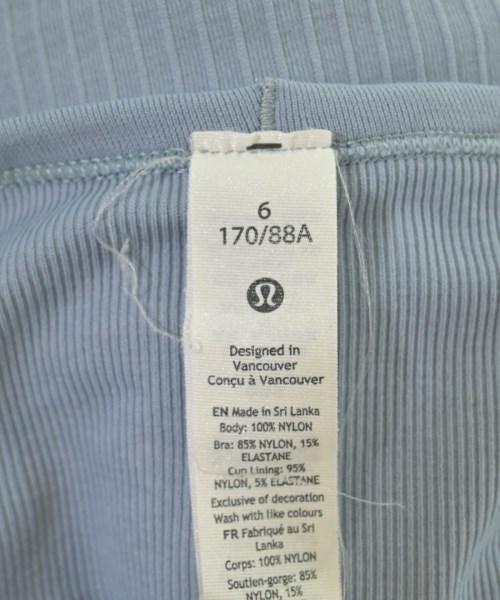 6
170/88A
Designed in
Vancouver
Conçu à Vancouver
EN Made in Sri Lanka
Body: 100% NYLON
Bra: 85% NYLON, 15%
ELASTANE
Cup Lining: 95%
NYLON, 5% ELASTANE
Exclusive of decoration
Wash with like colours
FR Fabriqué au Sri
Lanka
Corps: 100% NYLON
Soutien-gorge: 85%
NYLON, 15%